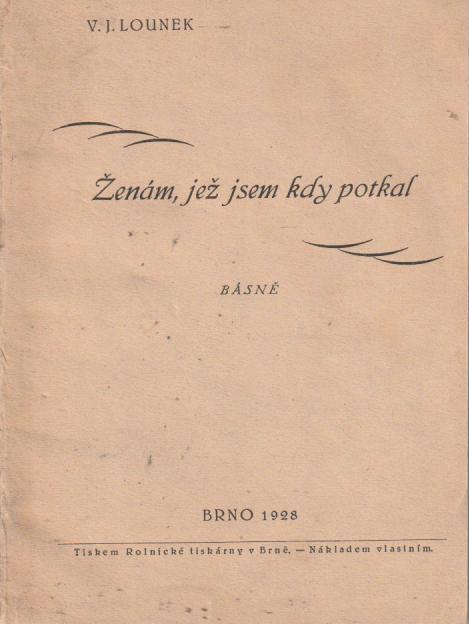 V. J. LOUNEK
Ženám, jež jsem kdy potkal
BÁSNĚ
BRNO 1928
Tiskem Rolnické tiskárny v Brně. — Nákladem vlastním.